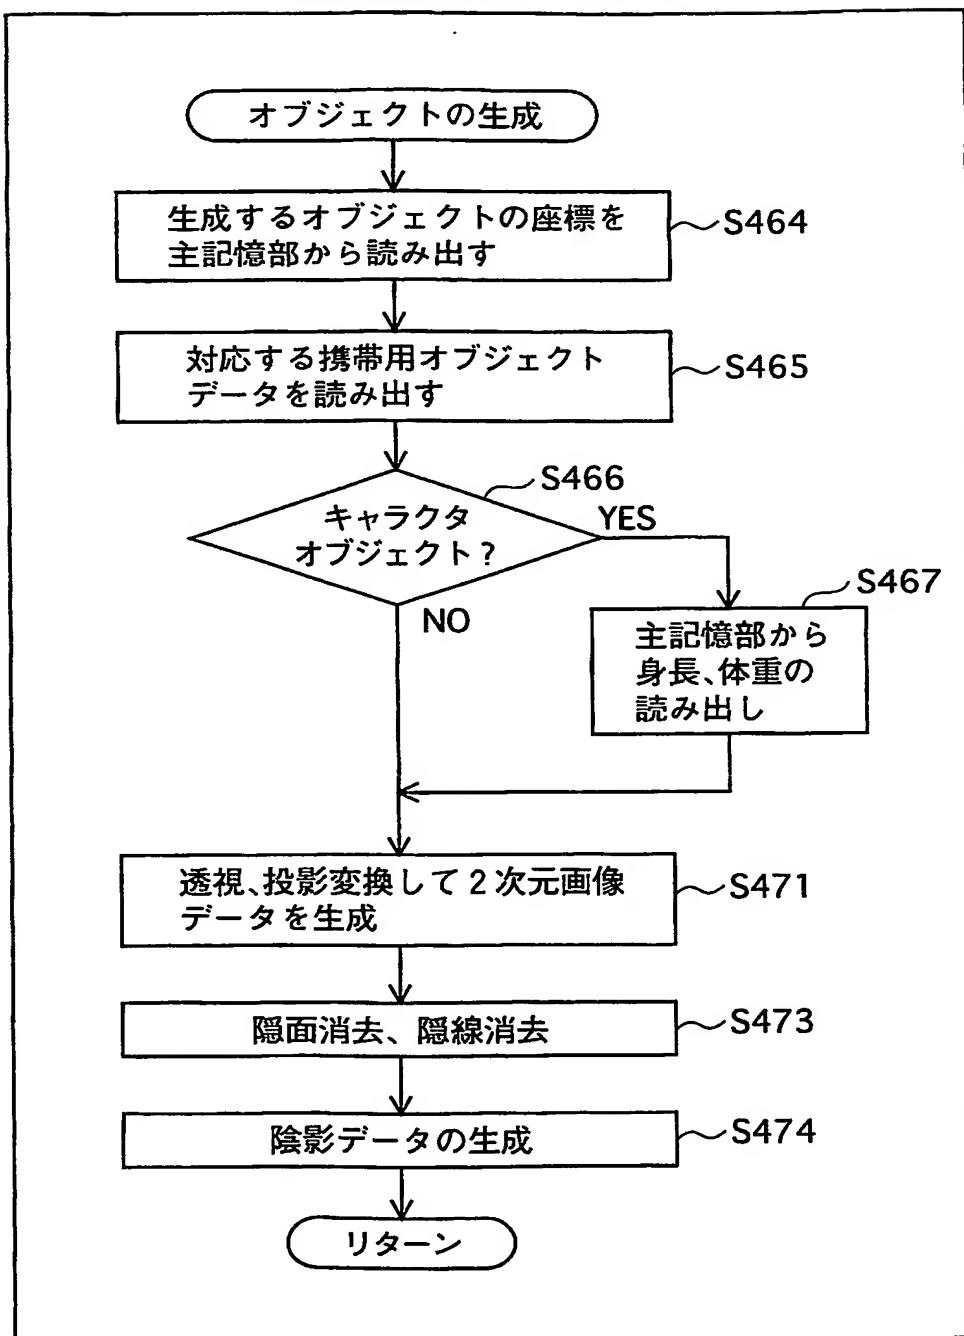 オブジェクトの生成
生成するオブジェクトの座標を
主記憶部から読み出す
S464
対応する携帯用オブジェクト
データを読み出す
S465
S466
キャラクタ
オブジェクト?
YES
NO
S467
主記憶部から
身長、体重の
読み出し
透視、投影変換して2次元画像
データを生成
S471
隠面消去、隠線消去
S473
陰影データの生成
S474
リターン